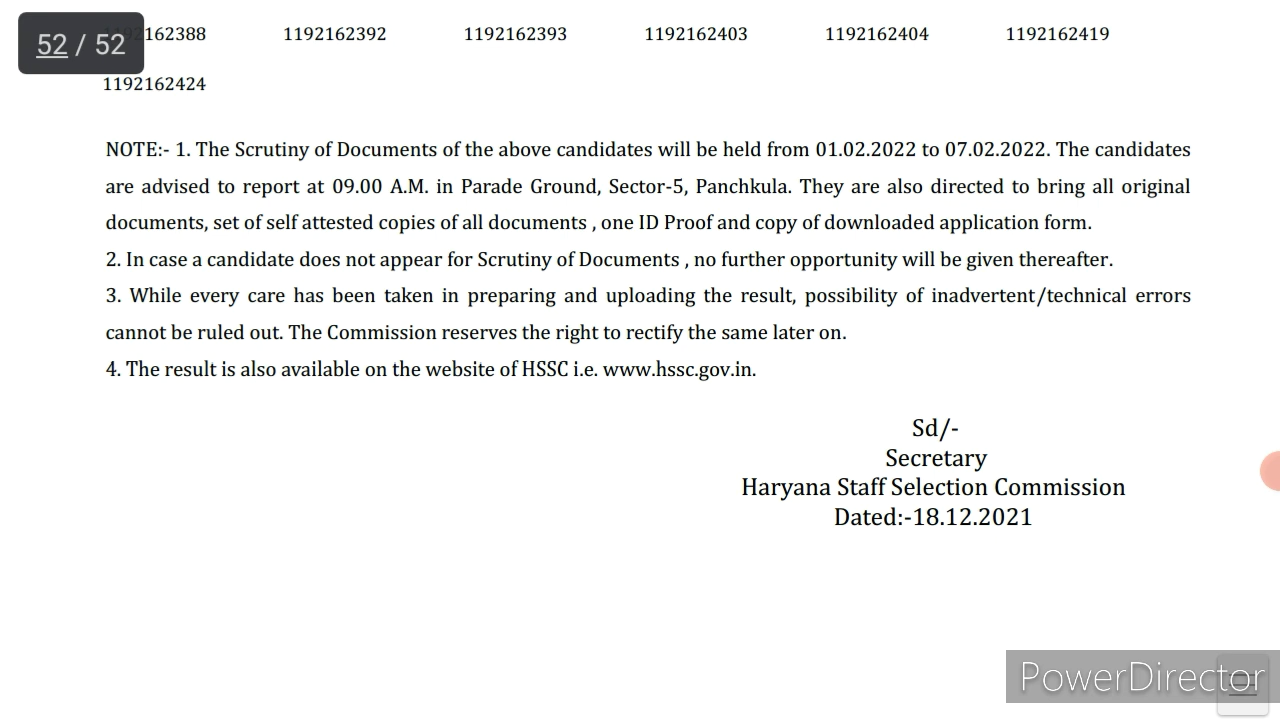 52 / 52
162388 1192162392 1192162393 1192162403 1192162404 1192162419
1192162424
NOTE:- 1. The Scrutiny of Documents of the above candidates will be held from 01.02.2022 to 07.02.2022. The candidates
are advised to report at 09.00 A.M. in Parade Ground, Sector-5, Panchkula. They are also directed to bring all original
documents, set of self attested copies of all documents , one ID Proof and copy of downloaded application form.
2. In case a candidate does not appear for Scrutiny of Documents , no further opportunity will be given thereafter.
3. While every care has been taken in preparing and uploading the result, possibility of inadvertent/technical errors
cannot be ruled out. The Commission reserves the right to rectify the same later on.
4. The result is also available on the website of HSSC i.e. www.hssc.gov.in.
Sd/-
Secretary
Haryana Staff Selection Commission
Dated:-18.12.2021
PowerDirector